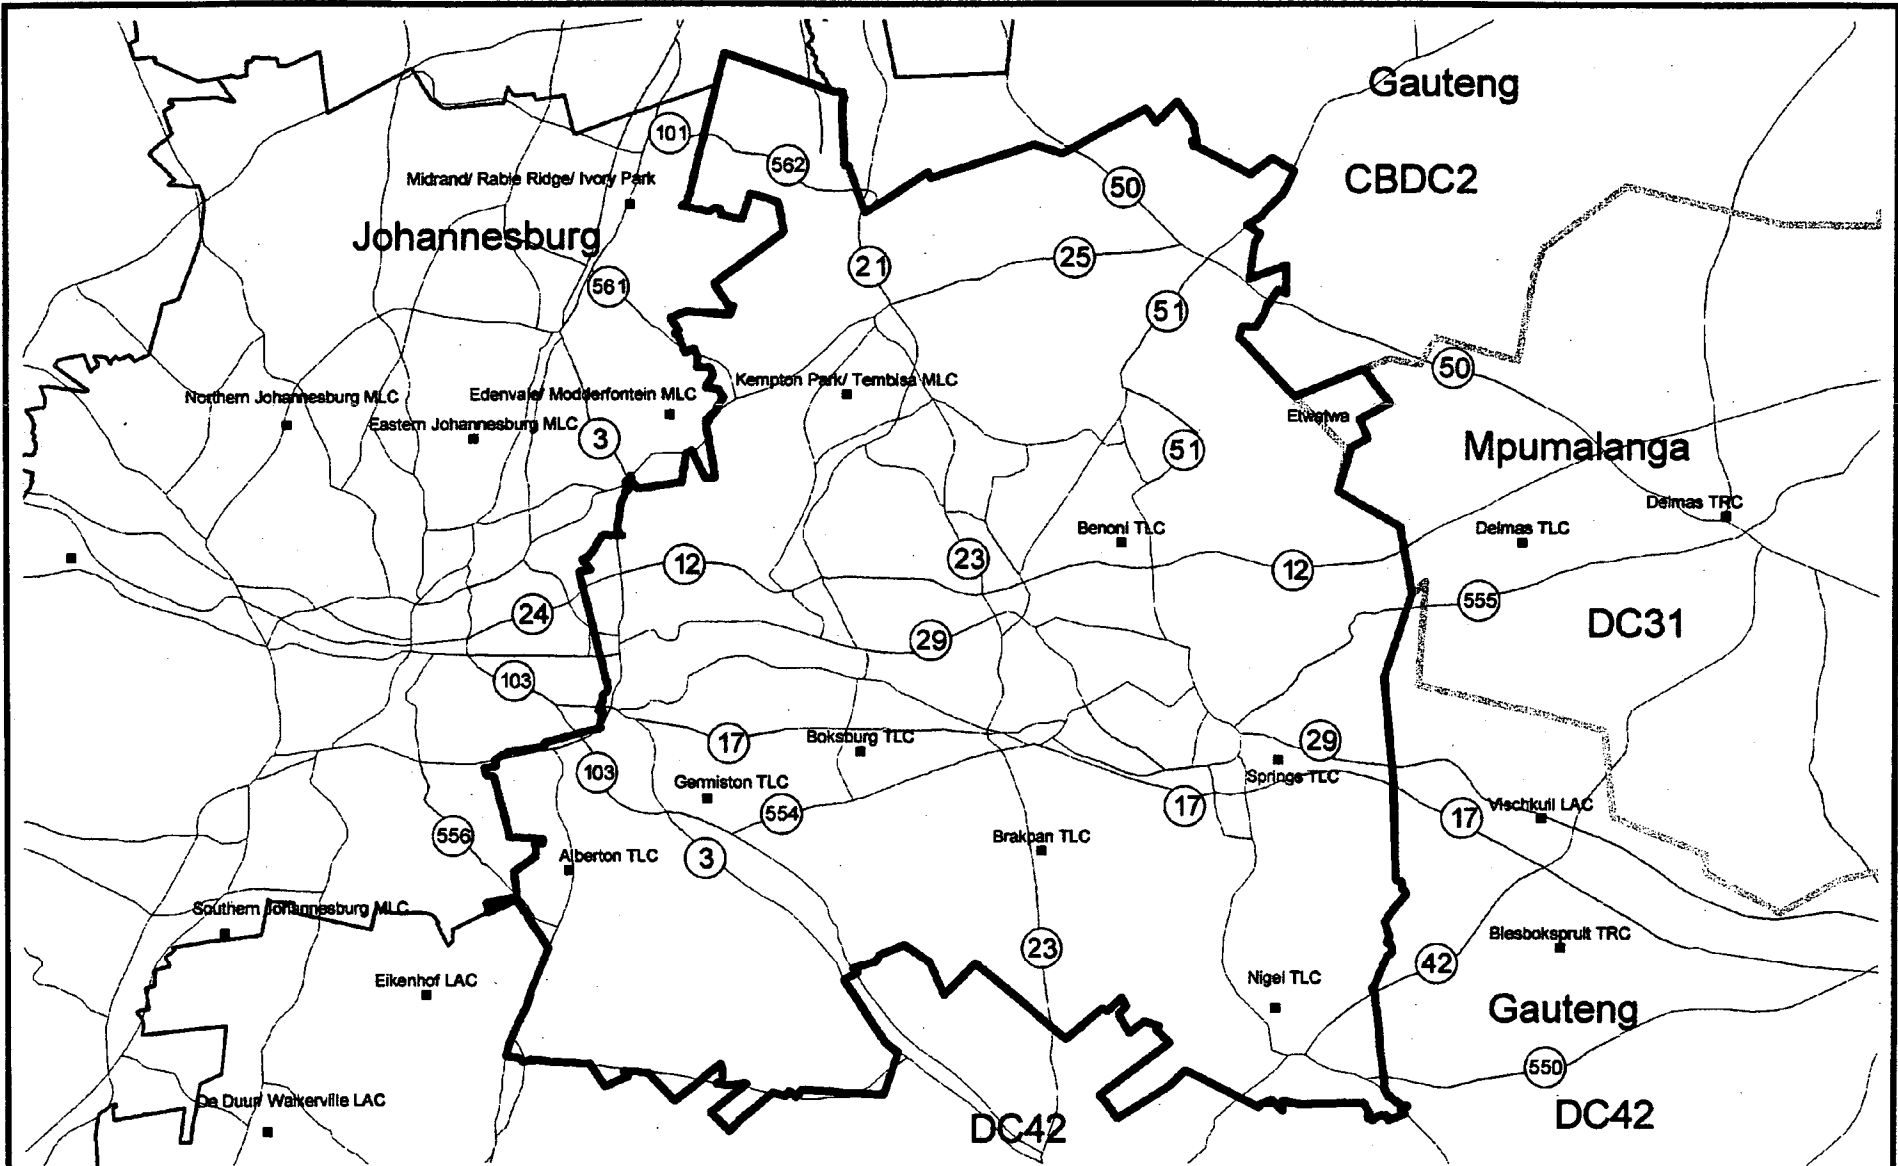 Gauteng
101
562
Midrand/ Rabie Ridge/ Ivory Park
50
CBDC2
Johannesburg
21
25
561
51
50
Kempton Park/ Tembisa MLC
Northern Johannesburg MLC
Edenvale/ Modderfontein MLC
Etwatwa
Eastern Johannesburg MLC
3
51
Mpumalanga
Delmas TRC
Benoni TLC
Delmas TLC
23
12
12
24
555
29
DC31
103
17
Boksburg TLC
29
103
Germiston TLC
Springs TLC
554
17
17
Vischkuil LAC
556
Brakpan TLC
Alberton TLC
3
Southern Johannesburg MLC
23
Blesbokspruit TRC
42
Eikenhof LAC
Nigel TLC
Gauteng
550
De Duur/ Walkerville LAC
DC42
DC42